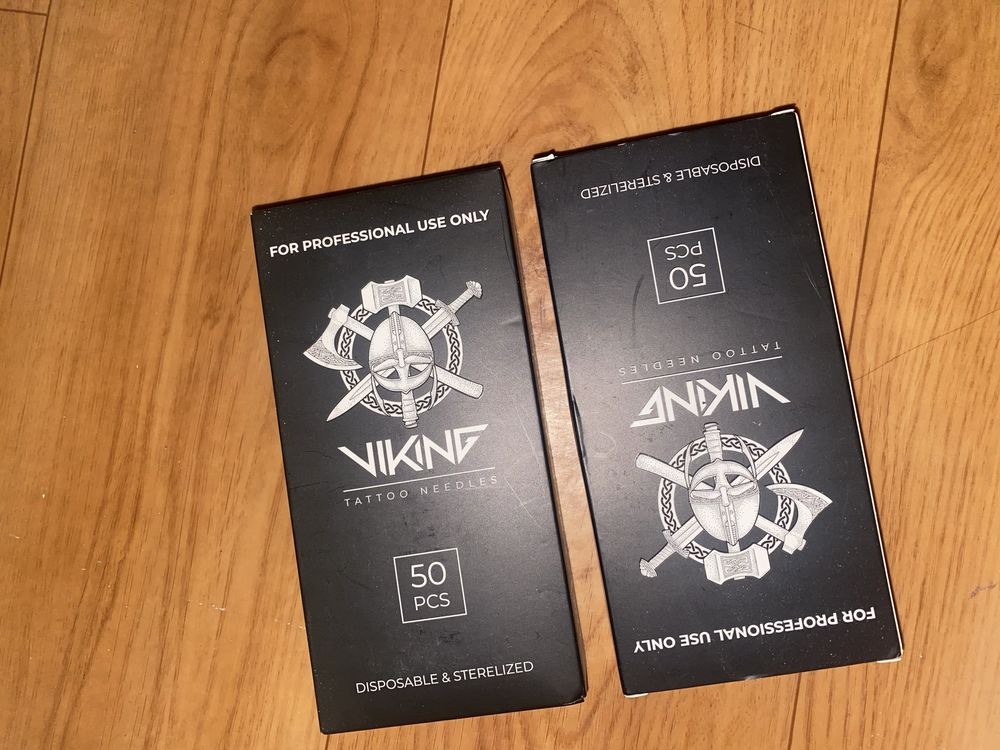 FOR PROFESSIONAL USE ONLY
VIKING
TATTOO NEEDLES
50
PCS
DISPOSABLE & STERELIZED
FOR PROFESSIONAL USE ONLY
VIKING
TATTOO NEEDLES
50
PCS
DISPOSABLE & STERELIZED